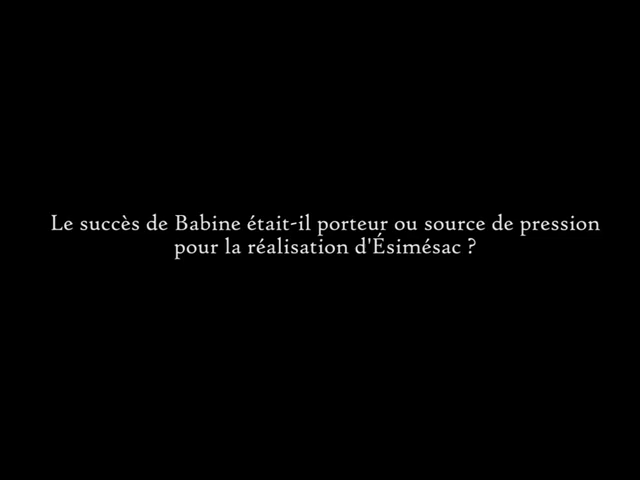 Le succès de Babine était-il porteur ou source de pression
pour la réalisation d'Ésimésac ?